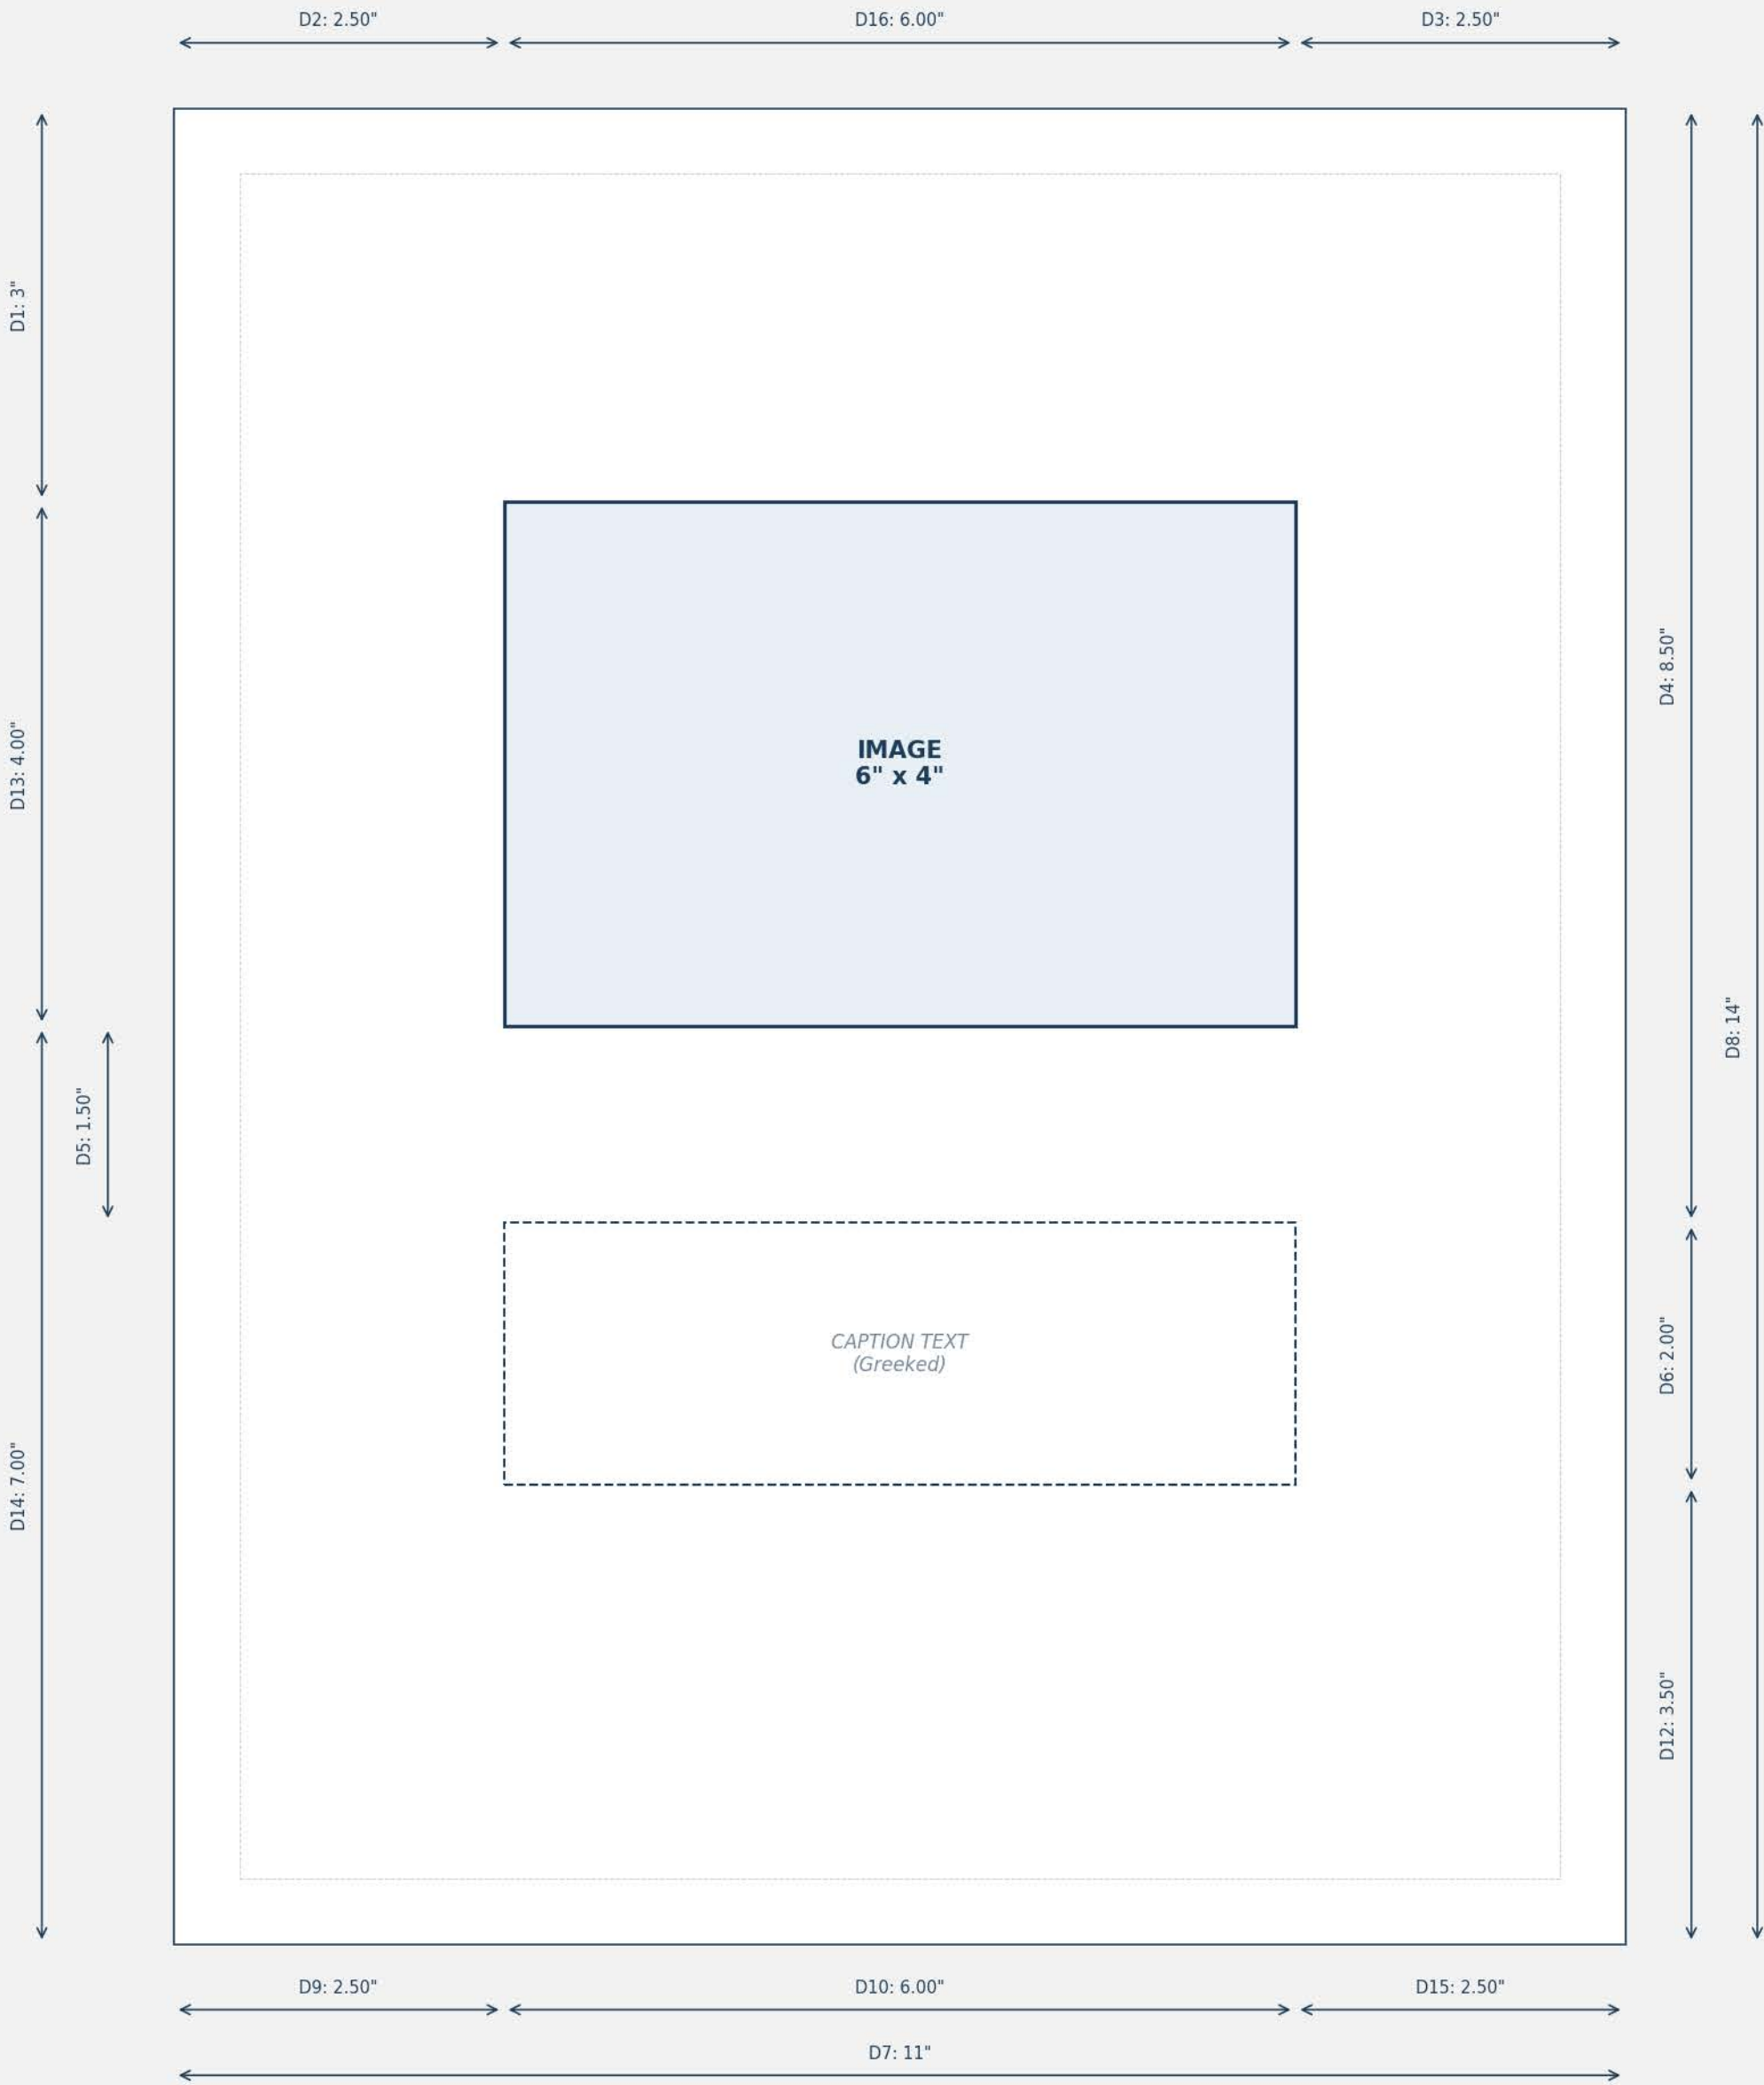 D2: 2.50"
D16: 6.00"
D3: 2.50"
D1: 3"
D4: 8.50"
D13: 4.00"
IMAGE
6" x 4"
D8: 14"
D5: 1.50"
CAPTION TEXT
(Greeked)
D6: 2.00"
D14: 7.00"
D12: 3.50"
D9: 2.50"
D10: 6.00"
D15: 2.50"
D7: 11"